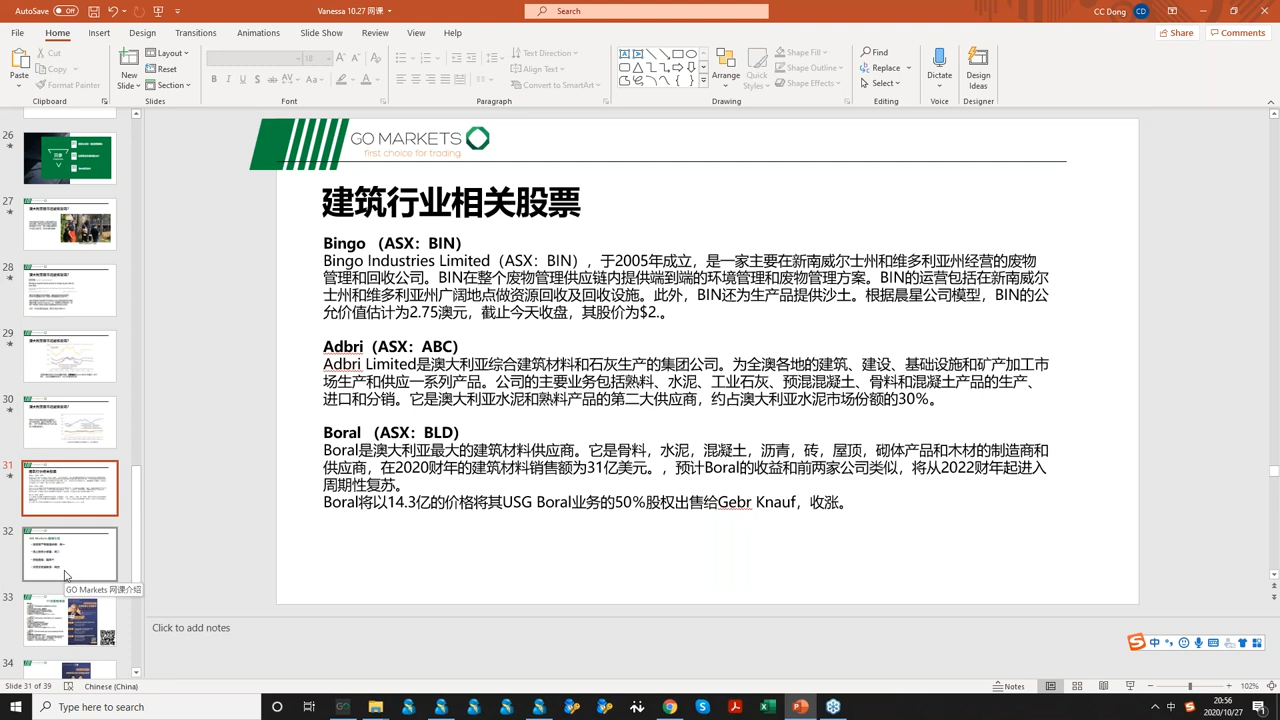 AutoSave Off
Vanessa 10.27 网课
Search
CC Dong
File Home Insert Design Transitions Animations Slide Show Review View Help
Share Comments
Paste
Cut
Copy
Format Painter
Clipboard
New Slide
Layout
Reset
Section
Slides
18
Font
Text Direction
Align Text
Convert to SmartArt
Paragraph
Arrange
Quick Styles
Shape Fill
Shape Outline
Shape Effects
Drawing
Find
Replace
Select
Editing
Dictate
Voice
Design Ideas
Designer
26
27
28
29
30
31
32
33
34
GO Markets 网课介绍
GO MARKETS
first choice for trading
建筑行业相关股票
Bingo （ASX：BIN）
Bingo Industries Limited（ASX：BIN），于2005年成立，是一家主要在新南威尔士州和维多利亚州经营的废物
管理和回收公司。BIN在整个废物管理供应链内提供端到端的环境管理和废物管理方案。BIN的运营包括在新南威尔
士州和维多利亚州广阔地点做资源回收及回收设施。此外，BIN还为生产品提供沙土。根据晨星公司模型，BIN的公
允价值估计为2.75澳元，截止今天收盘，其股价为$2.。
Adbri（ASX：ABC）
Adbri Limited是澳大利亚综合建筑材料和石灰生产的集团公司。为全澳各地的建筑、建设、基础设施和矿产加工市
场生产和供应一系列产品。公司的主要业务包括熟料、水泥、工业石灰、预混混凝土、骨料和混凝土产品的生产、
进口和分销。它是澳大利亚水泥和熟料产品的第二大供应商，约占澳大利亚水泥市场份额的30%。
Boral （ASX：BLD）
Boral是澳大利亚最大的建筑材料供应商。它是骨料，水泥，混凝土，沥青，砖，屋顶，砌体产品和木材的制造商和
供应商，在2020财年的建筑材料销售额为31亿美元。，预计Boral的收益和前两家公司类似，将从2022财年起进入
周期性复苏。
Boral将以14.3亿的价格将其USG Boral业务的50%股权出售给Gebr Knauf，收涨。
Click to add notes
中
Slide 31 of 39
Chinese (China)
Notes
102%
Type here to search
中
20:56
2020/10/27